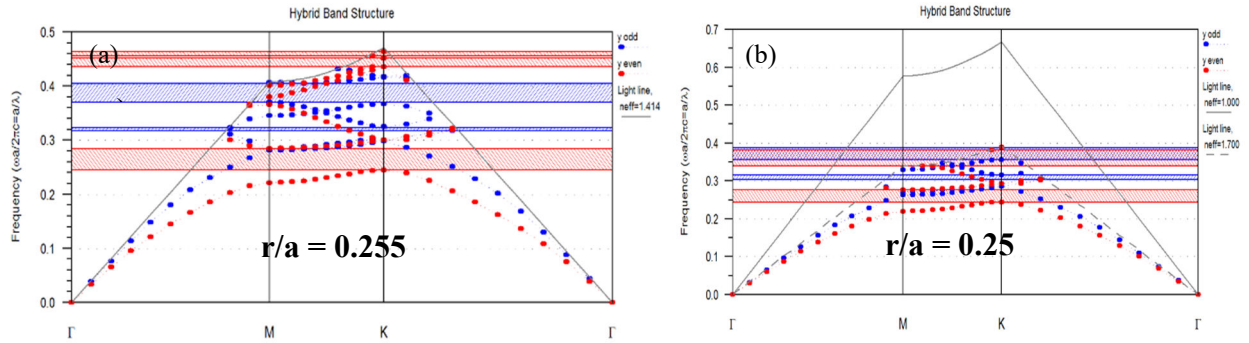 Hybrid Band Structure
(a)
Frequency (ωa/2πc=a/λ)
0.5
0.4
0.3
0.2
0.1
0.0
r/a = 0.255
Γ
M
K
Γ
y odd
y even
Light line,
neff=1.414
Hybrid Band Structure
(b)
Frequency (ωa/2πc=a/λ)
0.7
0.6
0.5
0.4
0.3
0.2
0.1
0.0
r/a = 0.25
Γ
M
K
Γ
y odd
y even
Light line,
neff=1.000
Light line,
neff=1.700